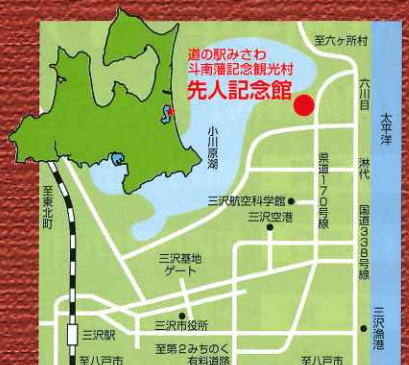 至六ヶ所村
道の駅みさわ
斗南藩記念観光村
先人記念館
六川目
太平洋
小川原湖
淋代
県道170号線
国道338号線
至東北町
三沢航空科学館
三沢空港
三沢基地
ゲート
三沢漁港
三沢市役所
三沢駅
至八戸市
至第2みちのく
有料道路
至八戸市